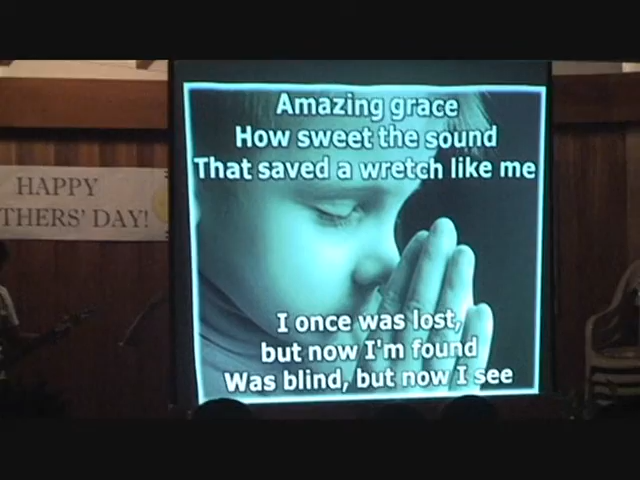 Amazing grace
How sweet the sound
That saved a wretch like me
HAPPY
THERS' DAY!
I once was lost,
but now I'm found
Was blind, but now I see